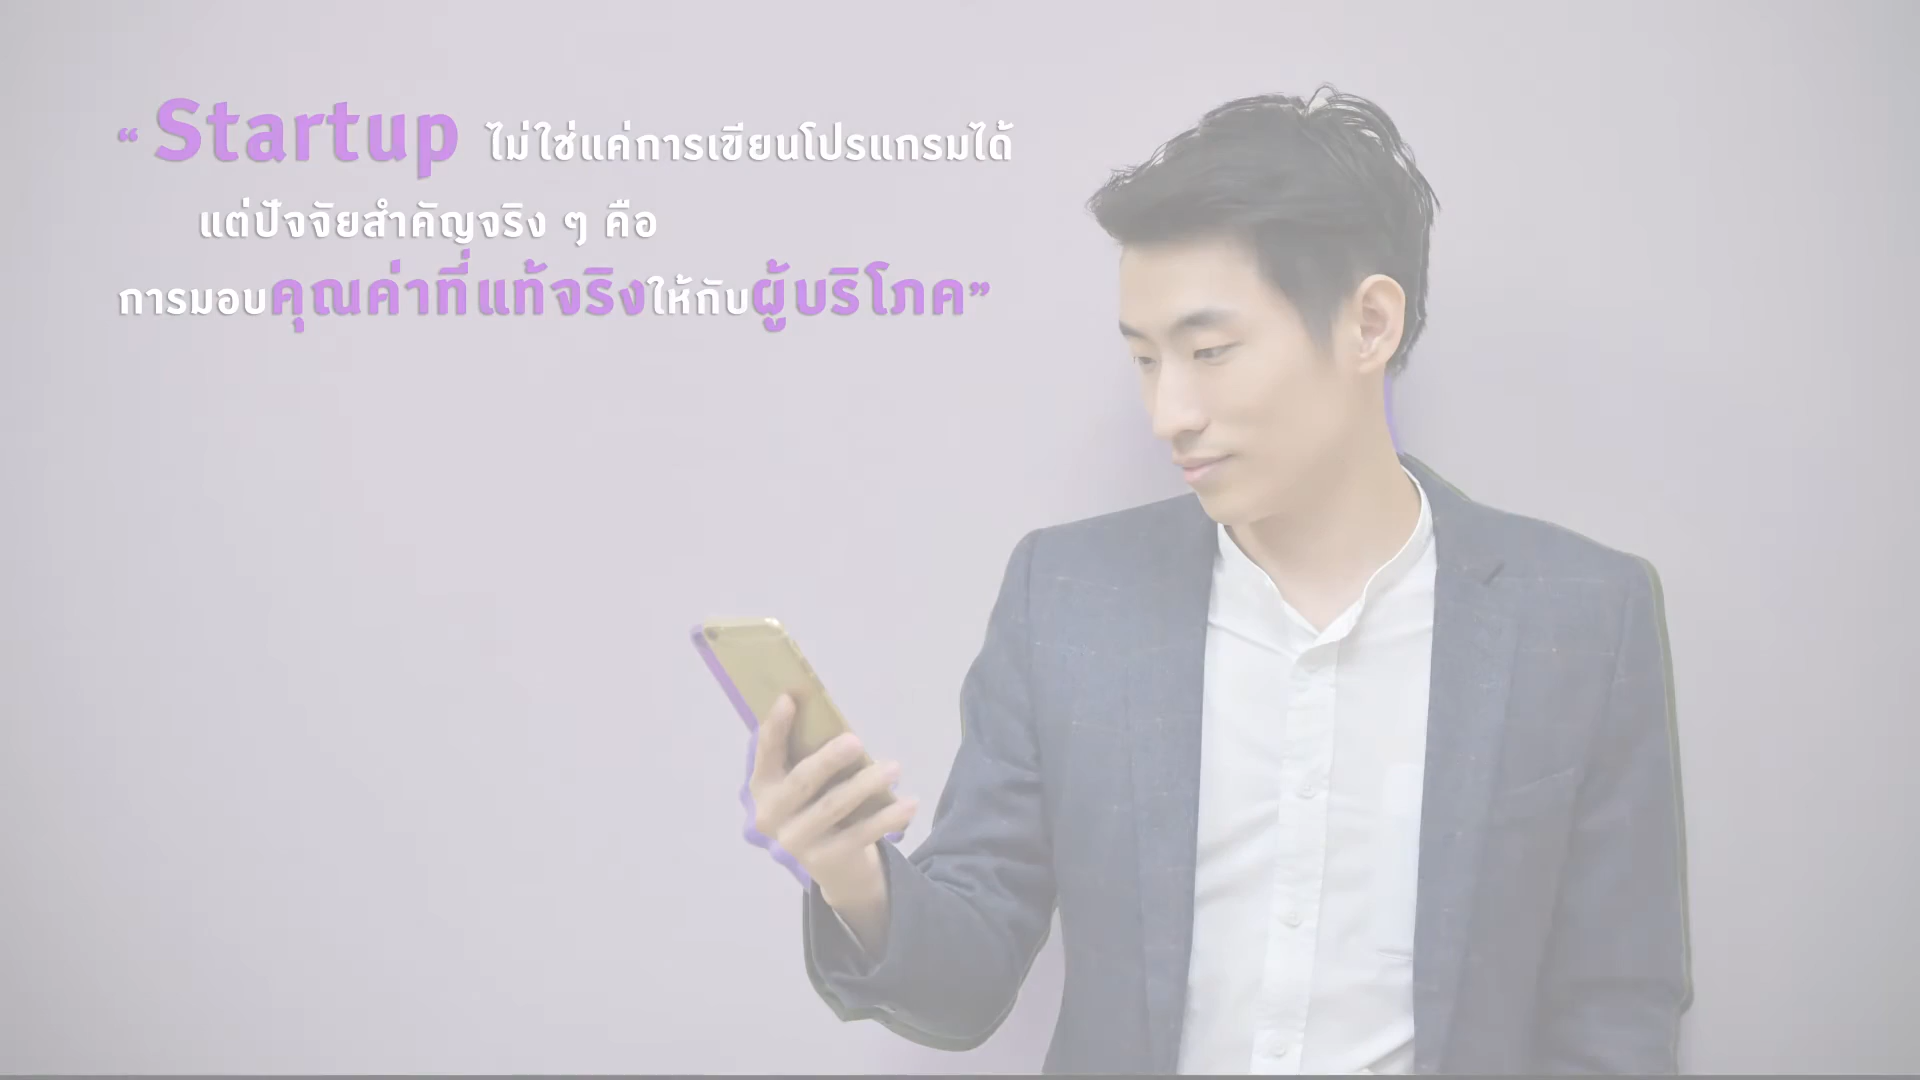 “ Startup ไม่ใช่แค่การเขียนโปรแกรมได้
แต่ปัจจัยสำคัญจริง ๆ คือ
การมอบคุณค่าที่แท้จริงให้กับผู้บริโภค”